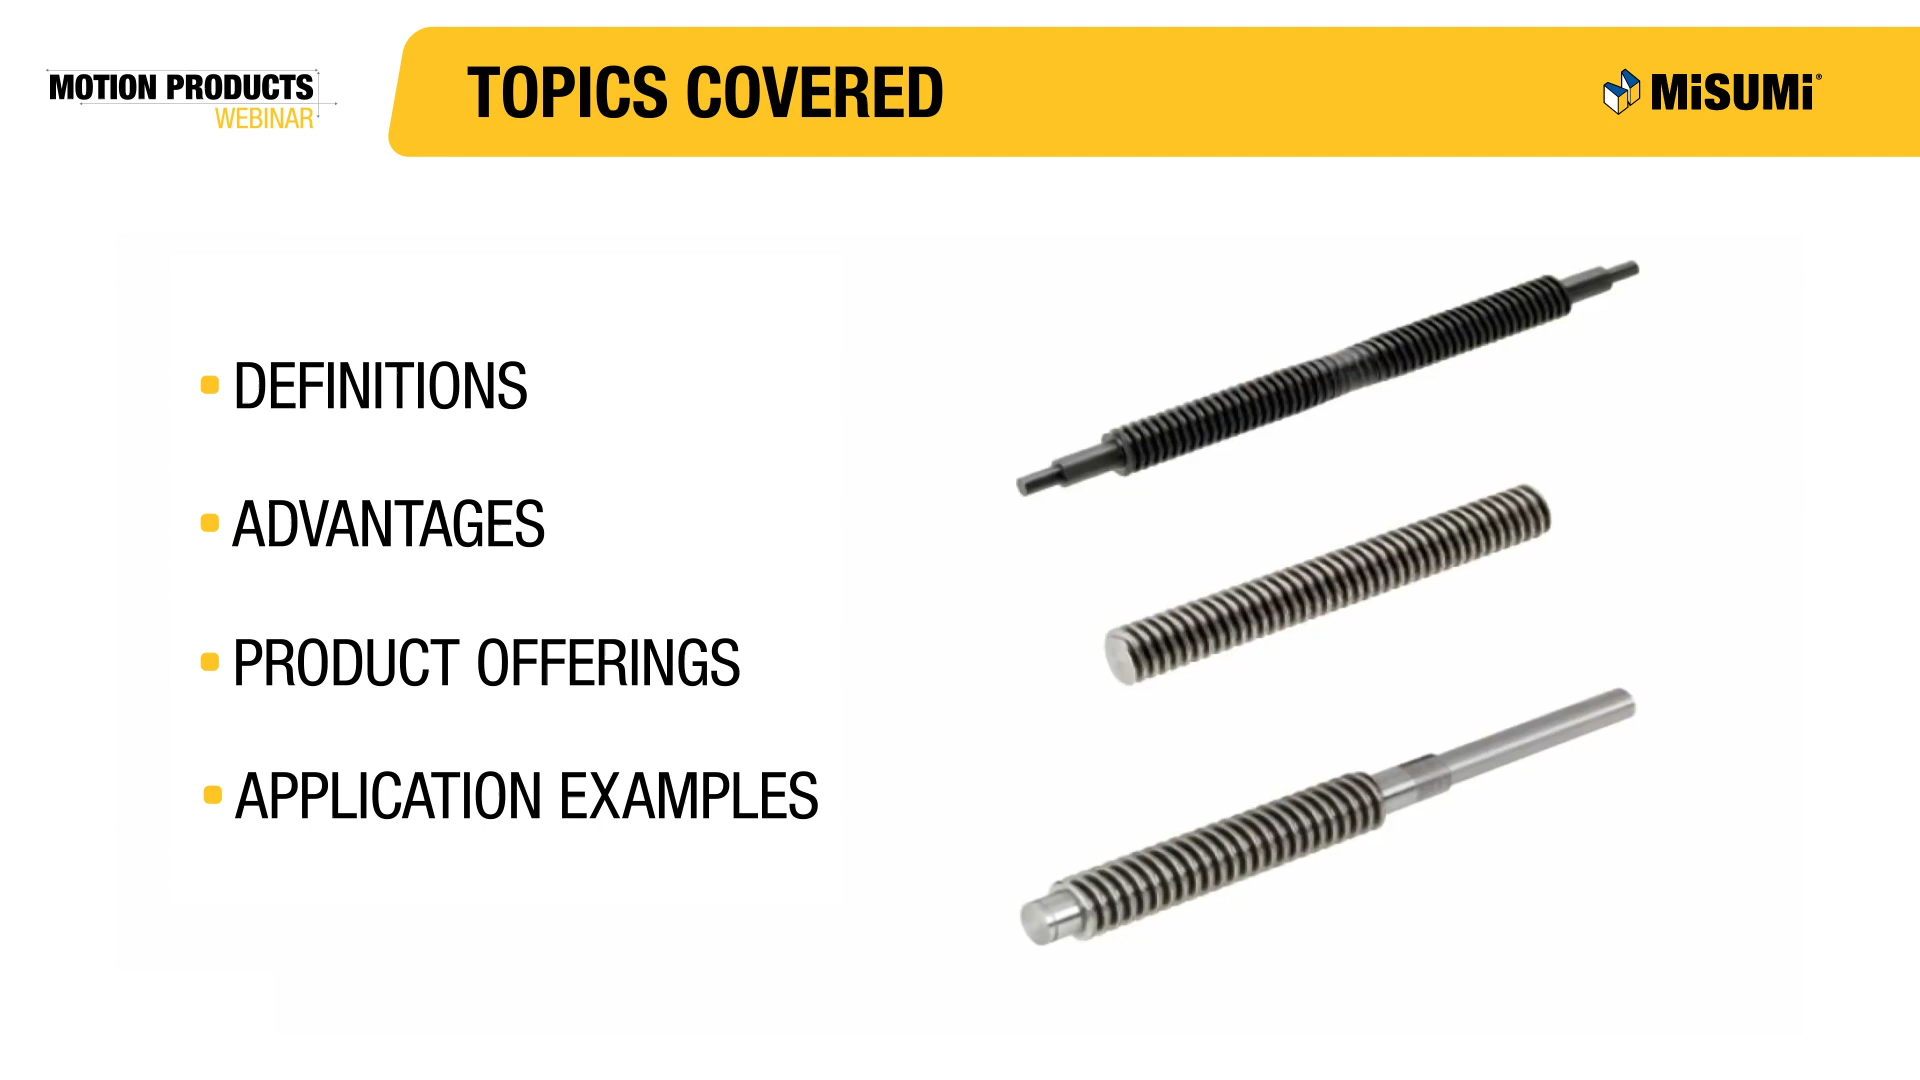 MOTION PRODUCTS
WEBINAR
TOPICS COVERED
MiSUMi®
DEFINITIONS
ADVANTAGES
PRODUCT OFFERINGS
APPLICATION EXAMPLES